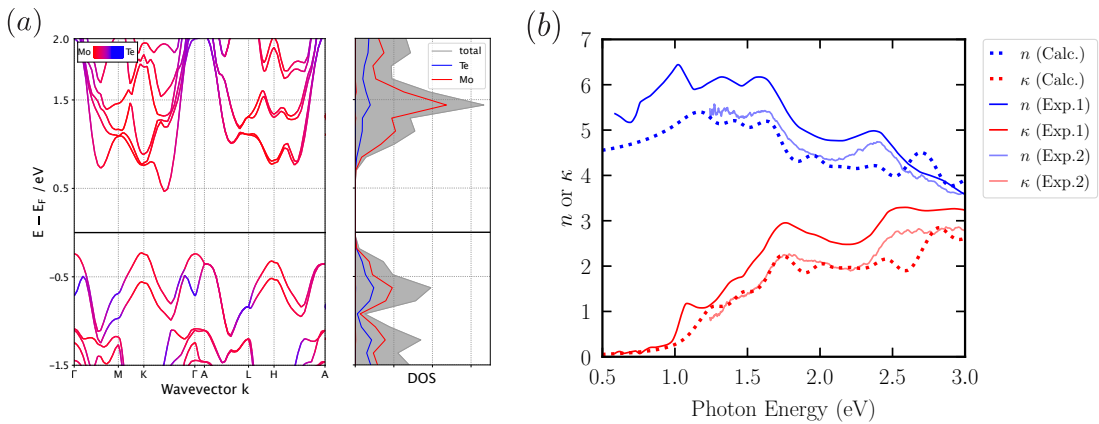 (a)
Mo Te
2.0
1.5
0.5
−0.5
−1.5
E − E_F / eV
Γ M K Γ A L H A
Wavevector k
total
Te
Mo
DOS
(b)
7
6
5
4
3
2
1
0
n or κ
0.5 1.0 1.5 2.0 2.5 3.0
Photon Energy (eV)
n (Calc.)
κ (Calc.)
n (Exp.1)
κ (Exp.1)
n (Exp.2)
κ (Exp.2)